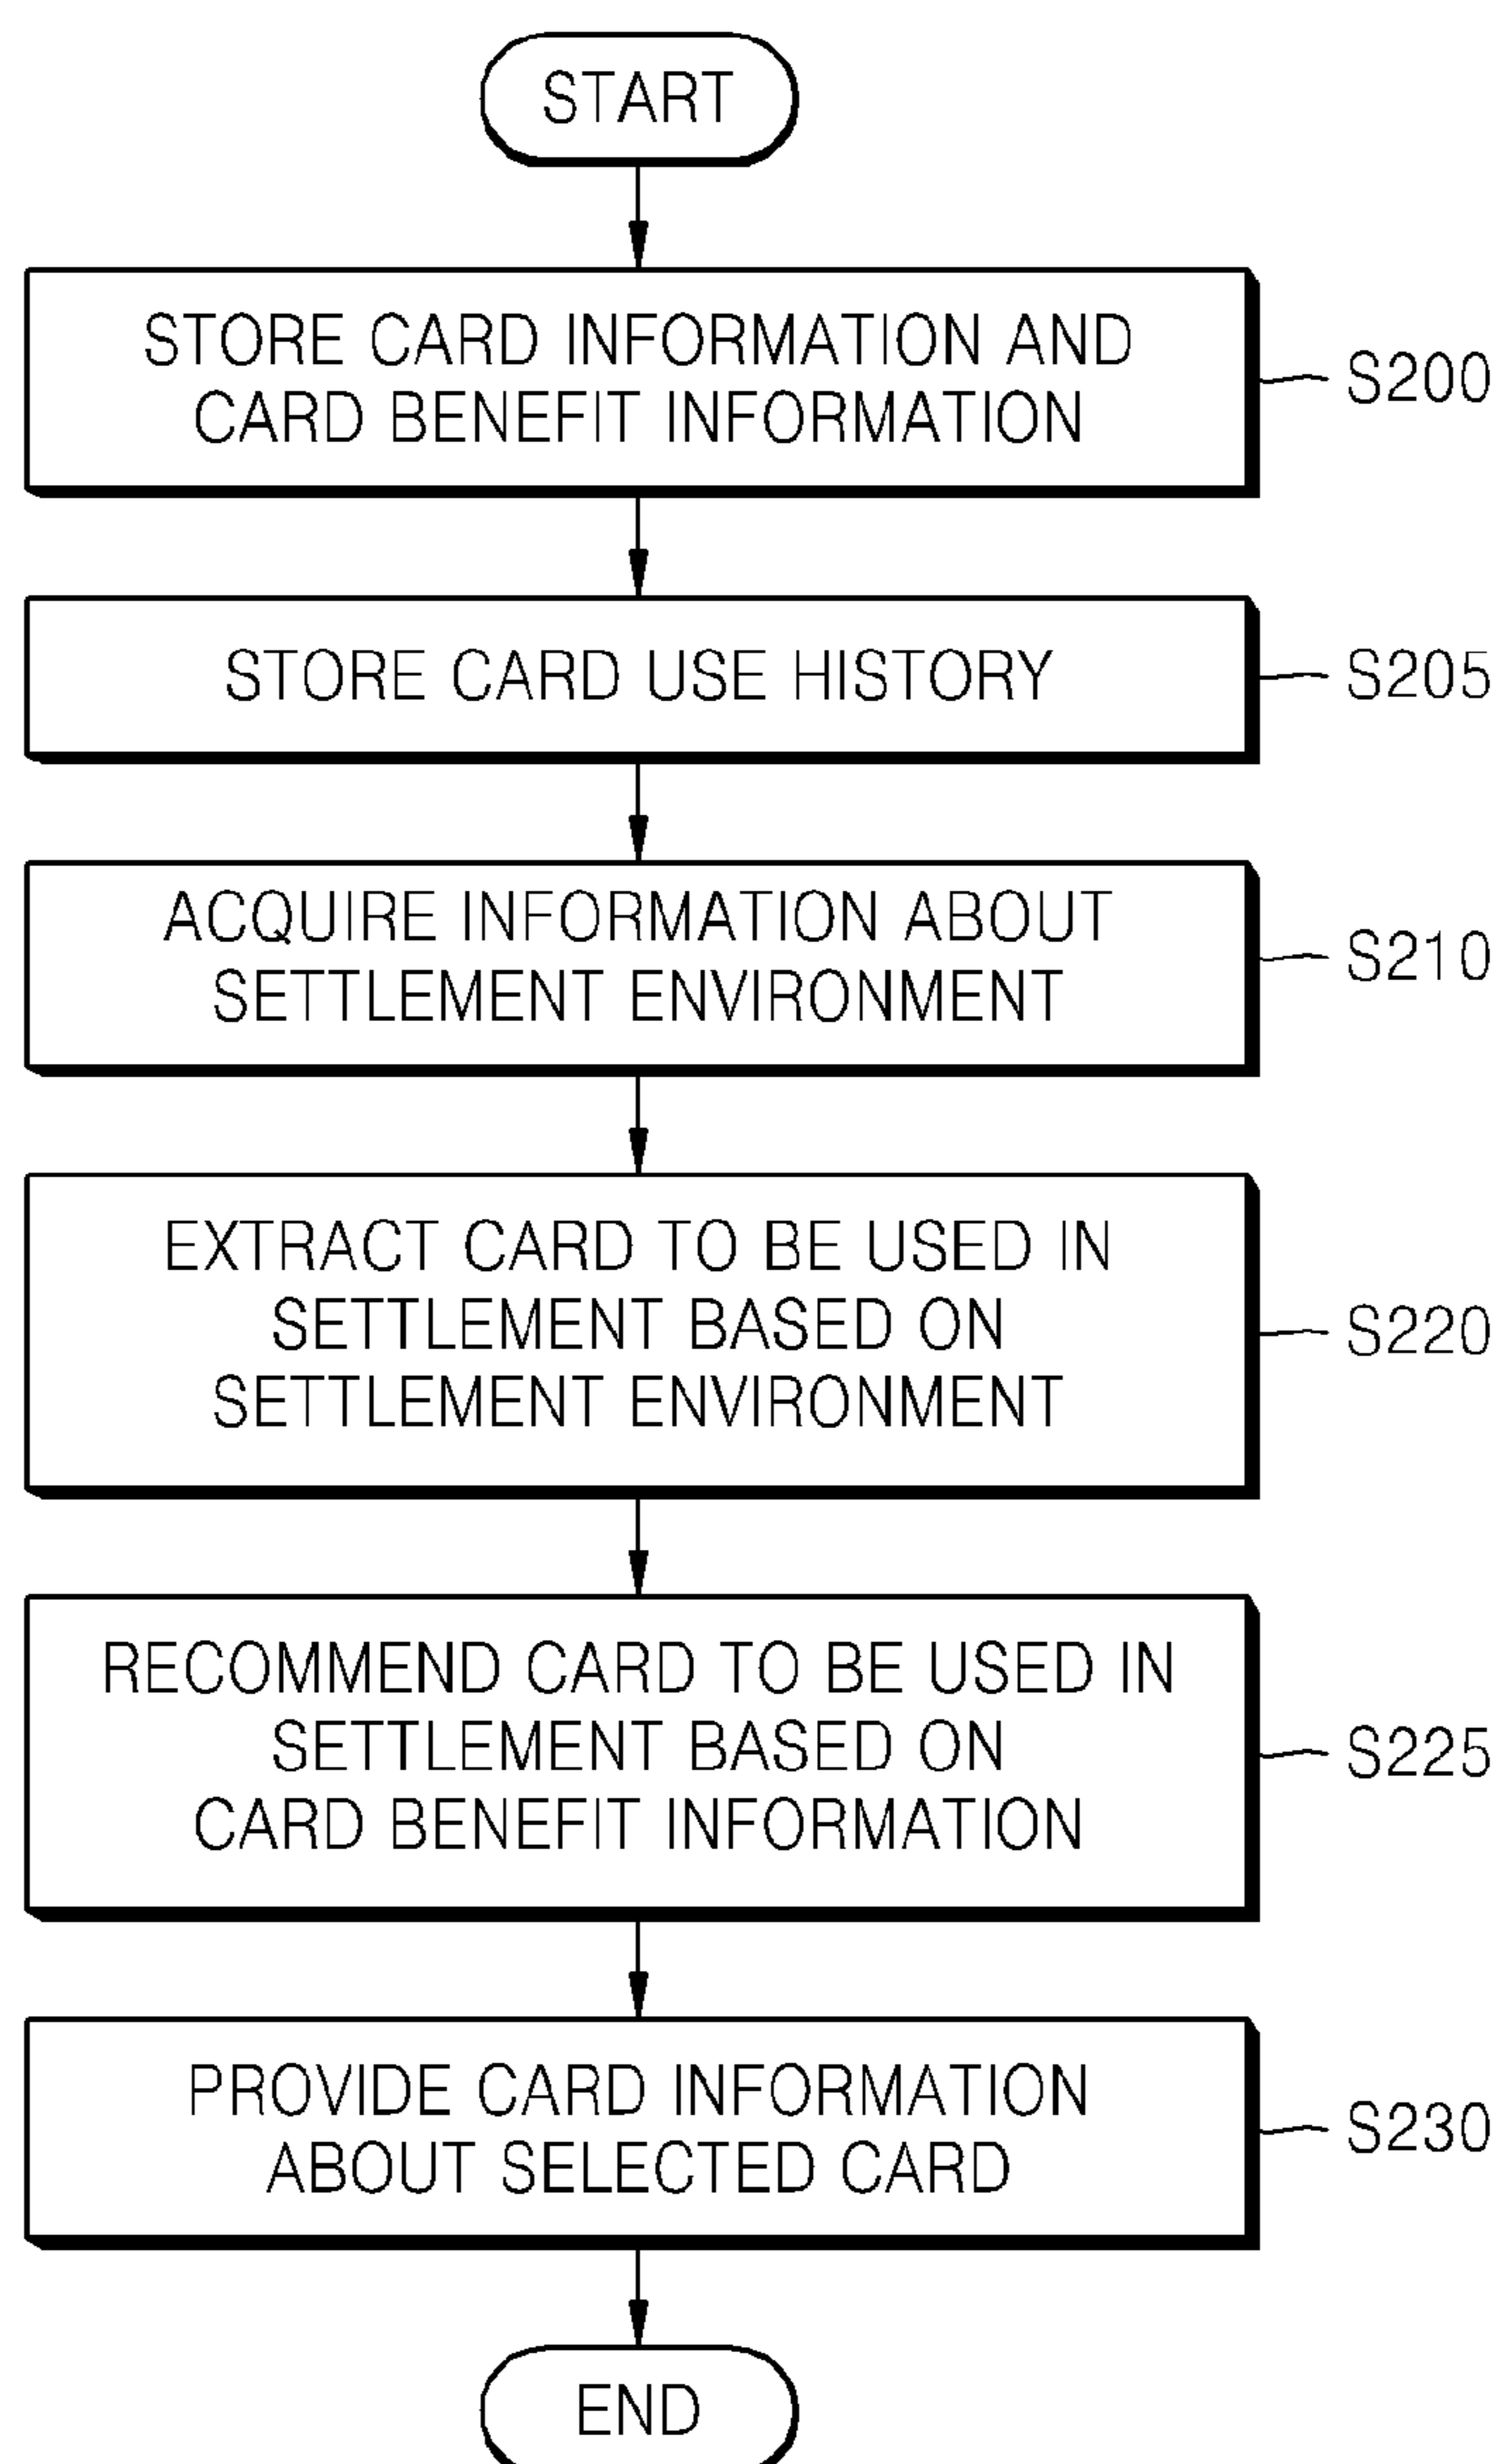 START
STORE CARD INFORMATION AND
CARD BENEFIT INFORMATION
S200
STORE CARD USE HISTORY
S205
ACQUIRE INFORMATION ABOUT
SETTLEMENT ENVIRONMENT
S210
EXTRACT CARD TO BE USED IN
SETTLEMENT BASED ON
SETTLEMENT ENVIRONMENT
S220
RECOMMEND CARD TO BE USED IN
SETTLEMENT BASED ON
CARD BENEFIT INFORMATION
S225
PROVIDE CARD INFORMATION
ABOUT SELECTED CARD
S230
END